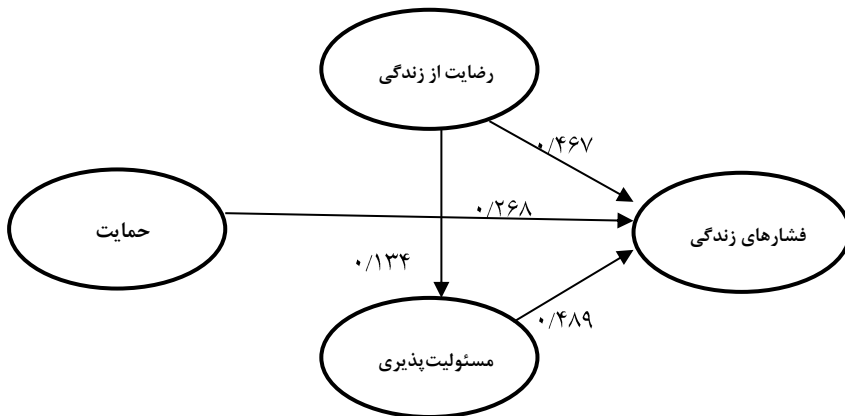 رضایت از زندگی
۰/۴۶۷
حمایت
۰/۲۶۸
فشارهای زندگی
۰/۱۳۴
۰/۴۸۹
مسئولیت‌پذیری